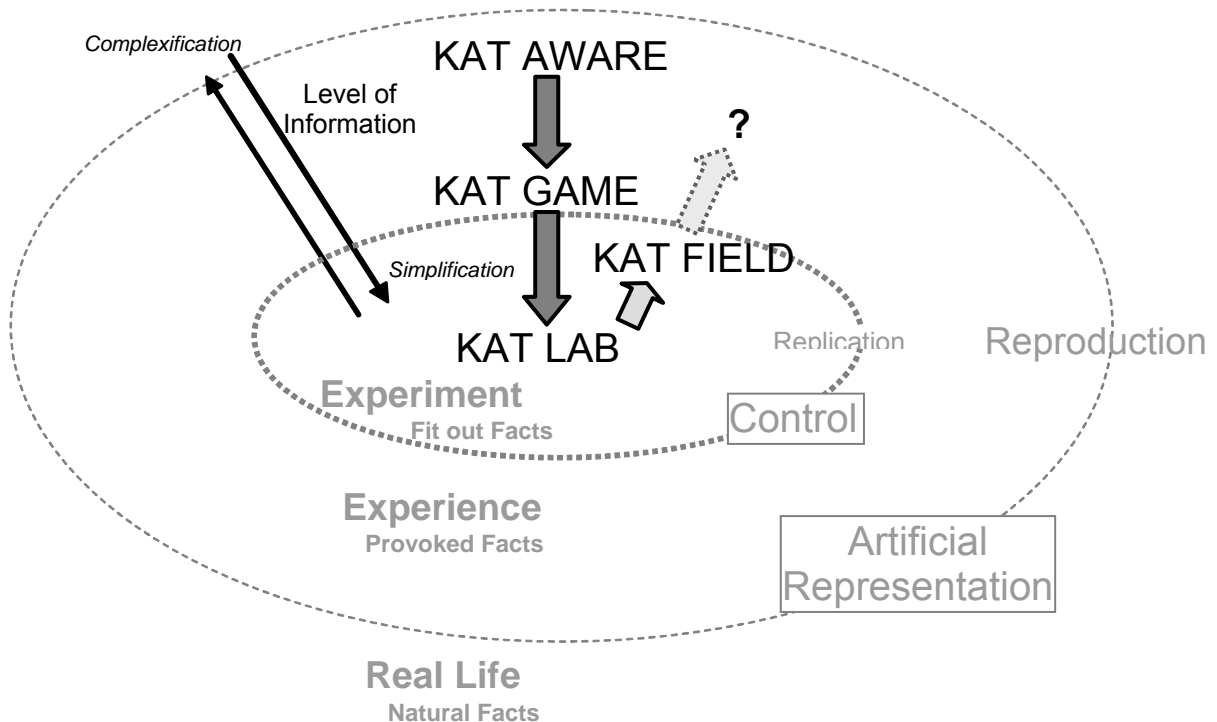 Complexification
KAT AWARE
Level of
Information
?
KAT GAME
KAT FIELD
Simplification
KAT LAB
Replication
Reproduction
Experiment
Fit out Facts
Control
Experience
Provoked Facts
Artificial
Representation
Real Life
Natural Facts